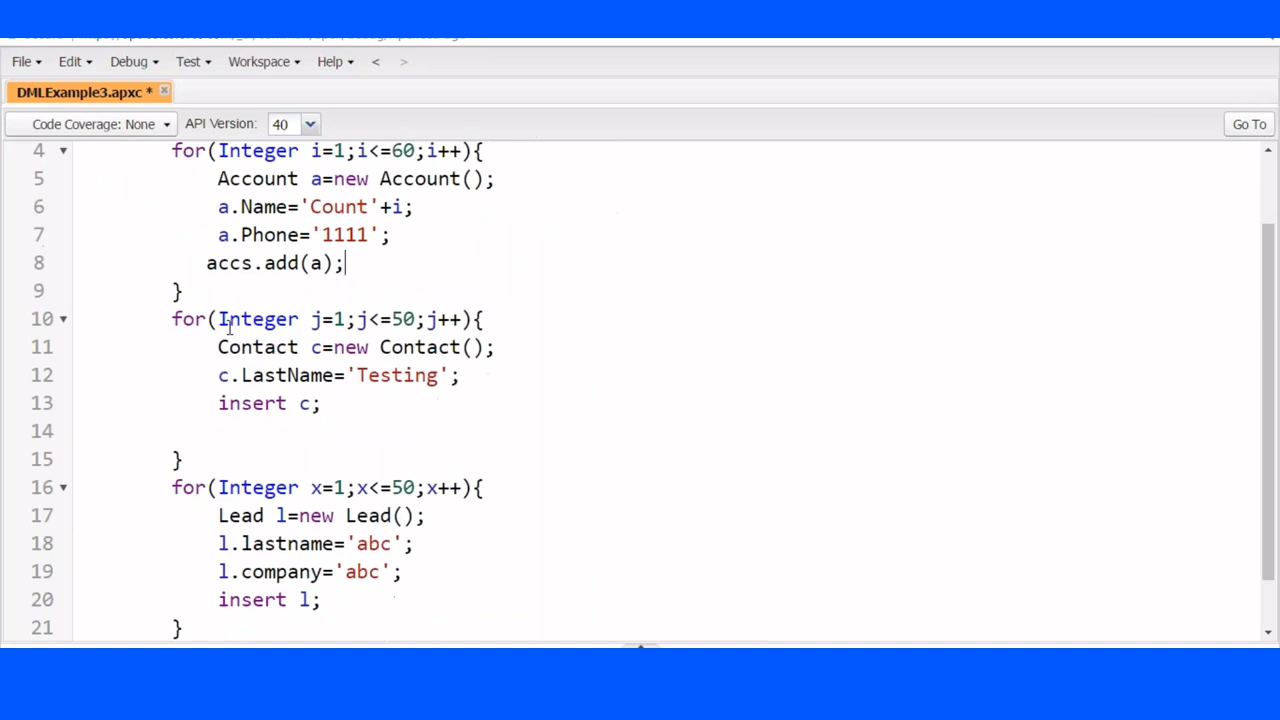 File Edit Debug Test Workspace Help < >
DMLExample3.apxc *
Code Coverage: None API Version: 40 Go To
4 for(Integer i=1;i<=60;i++){
5 Account a=new Account();
6 a.Name='Count'+i;
7 a.Phone='1111';
8 accs.add(a);
9 }
10 for(Integer j=1;j<=50;j++){
11 Contact c=new Contact();
12 c.LastName='Testing';
13 insert c;
14
15 }
16 for(Integer x=1;x<=50;x++){
17 Lead l=new Lead();
18 l.lastname='abc';
19 l.company='abc';
20 insert l;
21 }